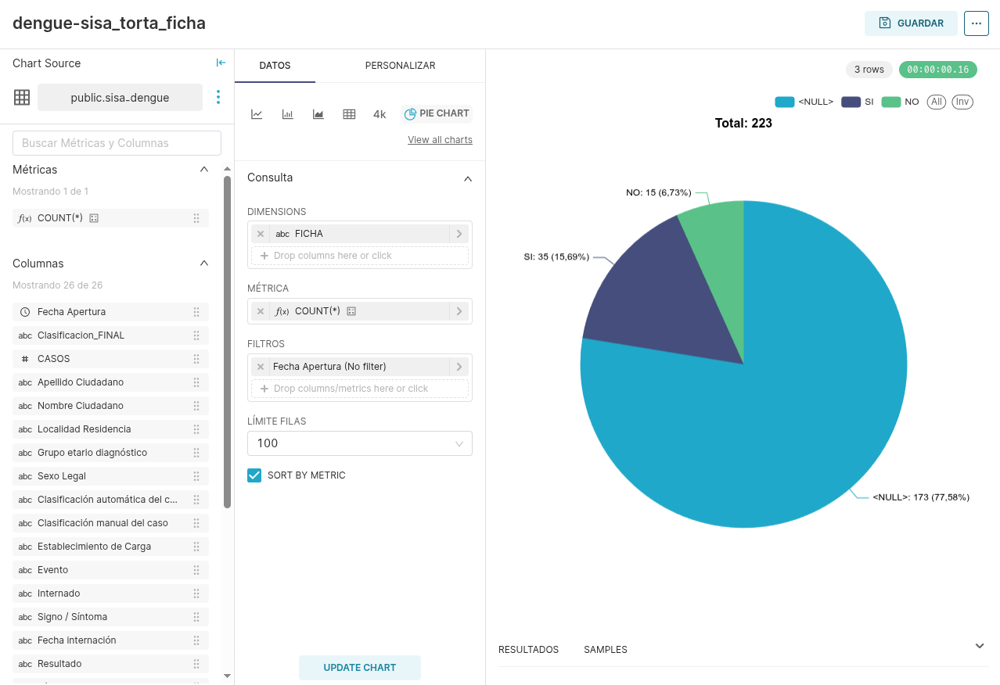 dengue-sisa_torta_ficha
GUARDAR
...
Chart Source
public.sisa_dengue
Buscar Métricas y Columnas
Métricas
Mostrando 1 de 1
f(x) COUNT(*)
Columnas
Mostrando 26 de 26
Fecha Apertura
abc Clasificacion_FINAL
# CASOS
abc Apellido Ciudadano
abc Nombre Ciudadano
abc Localidad Residencia
abc Grupo etario diagnóstico
abc Sexo Legal
abc Clasificación automática del c...
abc Clasificación manual del caso
abc Establecimiento de Carga
abc Evento
abc Internado
abc Signo / Síntoma
abc Fecha internación
abc Resultado
DATOS
PERSONALIZAR
4k
PIE CHART
View all charts
Consulta
DIMENSIONS
abc FICHA
Drop columns here or click
MÉTRICA
f(x) COUNT(*)
FILTROS
Fecha Apertura (No filter)
Drop columns/metrics here or click
LÍMITE FILAS
100
SORT BY METRIC
UPDATE CHART
3 rows
00:00:00.16
<NULL> SI NO All Inv
Total: 223
NO: 15 (6,73%)
SI: 35 (15,69%)
<NULL>: 173 (77,58%)
RESULTADOS
SAMPLES